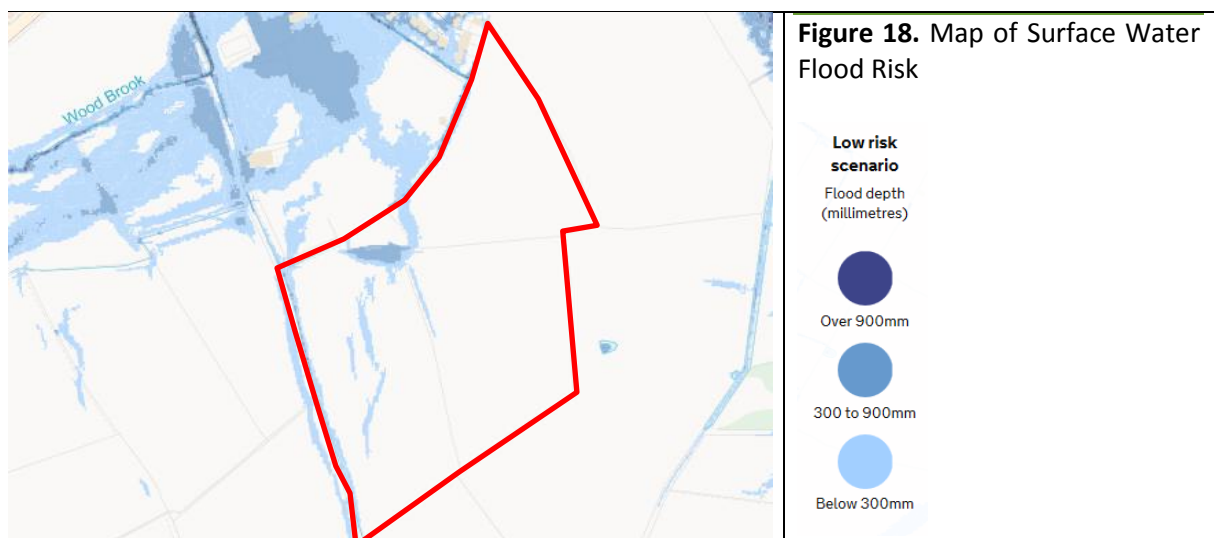 Wood Brook
Figure 18. Map of Surface Water
Flood Risk
Low risk
scenario
Flood depth
(millimetres)
Over 900mm
300 to 900mm
Below 300mm